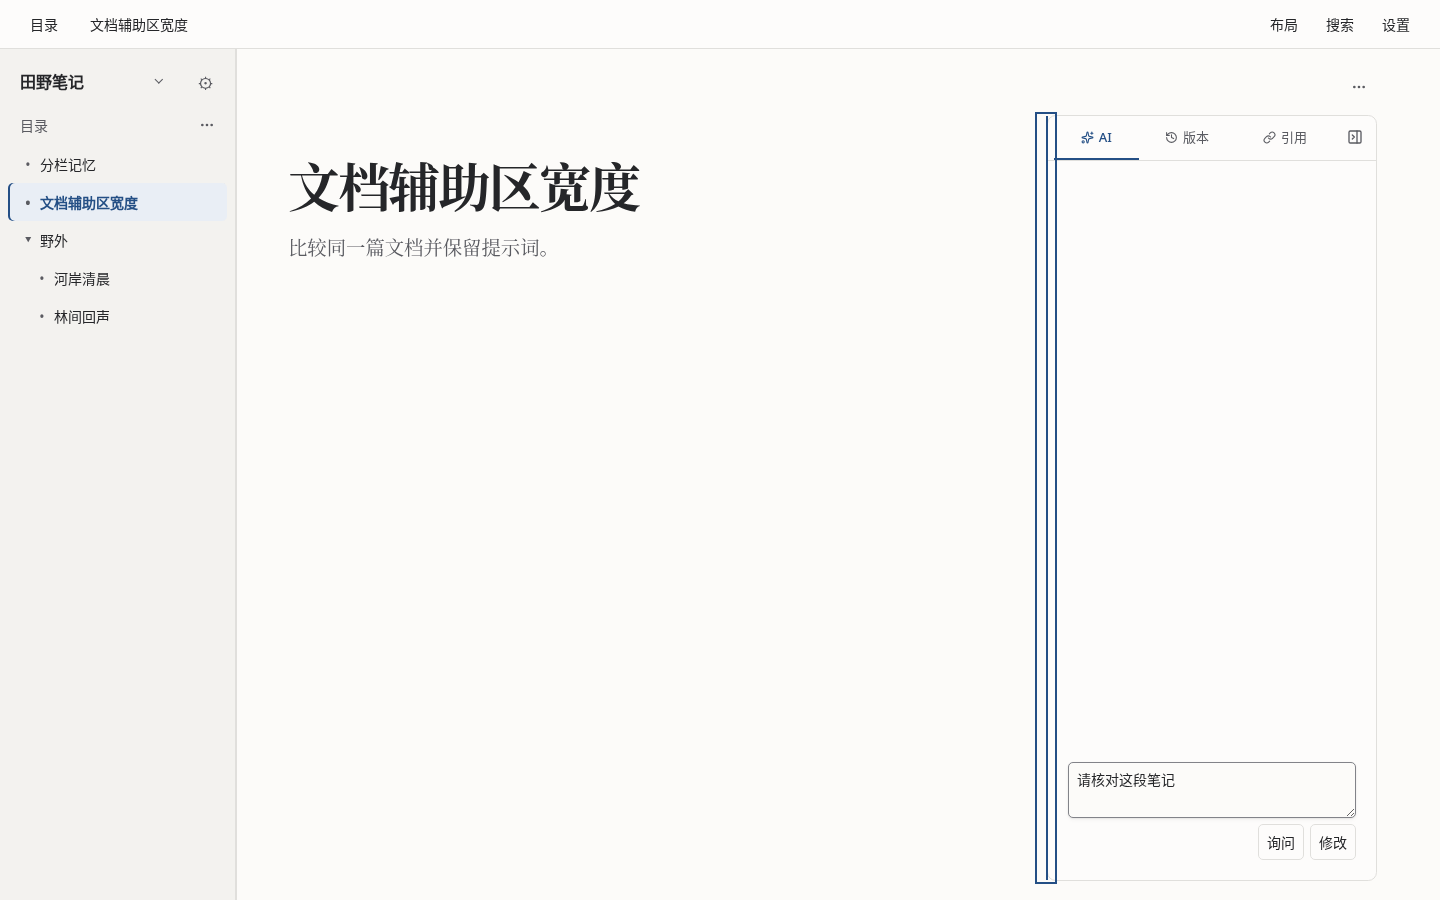 目录
文档辅助区宽度
布局
搜索
设置
田野笔记
目录
分栏记忆
文档辅助区宽度
野外
河岸清晨
林间回声
文档辅助区宽度
比较同一篇文档并保留提示词。
AI
版本
引用
请核对这段笔记
询问
修改